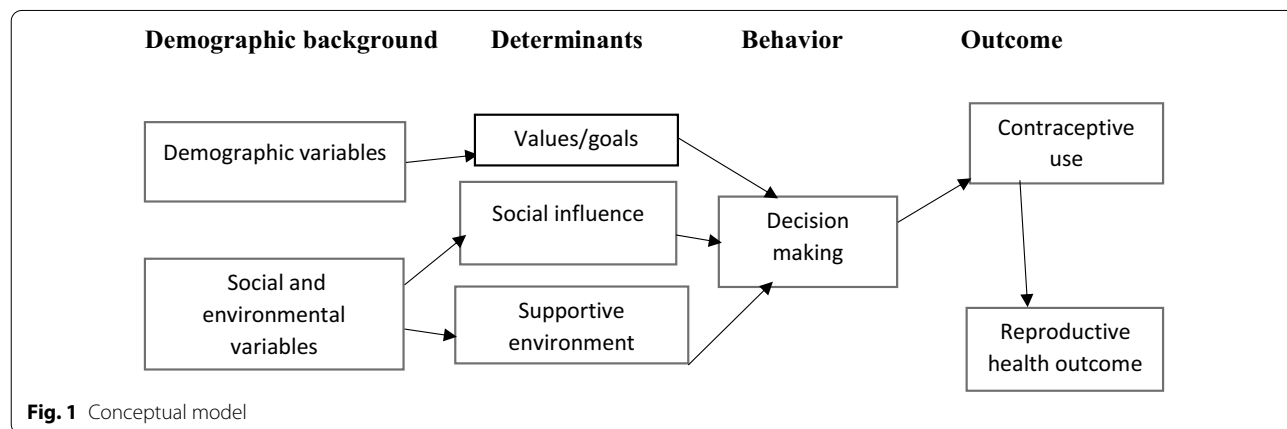 Demographic background Determinants Behavior Outcome
Demographic variables
Values/goals
Contraceptive
use
Social influence
Decision
making
Social and
environmental
variables
Supportive
environment
Reproductive
health outcome
Fig. 1 Conceptual model